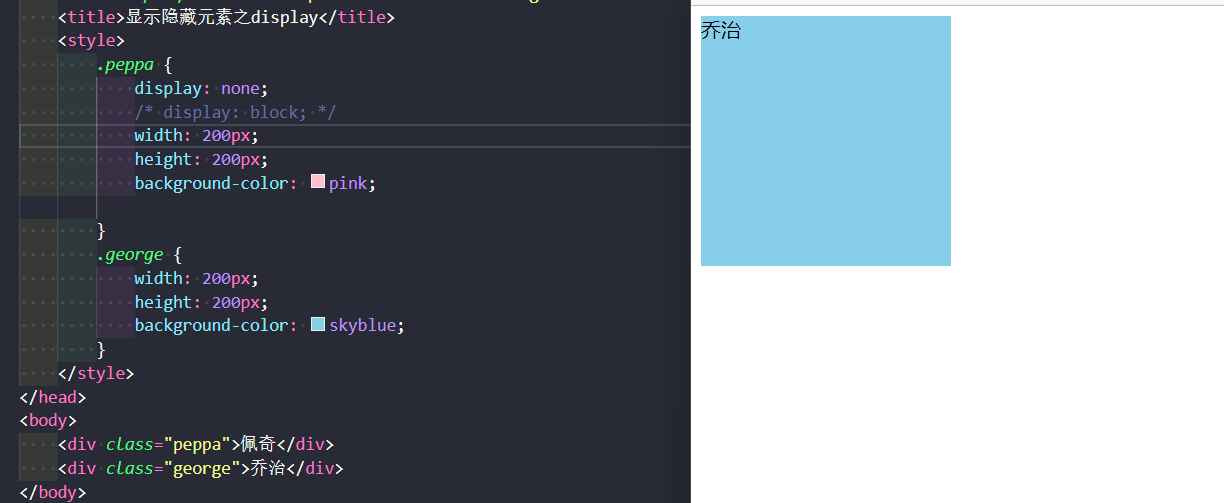 <title>显示隐藏元素之display</title>
<style>
.peppa {
display: none;
/* display: block; */
width: 200px;
height: 200px;
background-color: pink;
}
.george {
width: 200px;
height: 200px;
background-color: skyblue;
}
</style>
</head>
<body>
<div class="peppa">佩奇</div>
<div class="george">乔治</div>
</body>
乔治